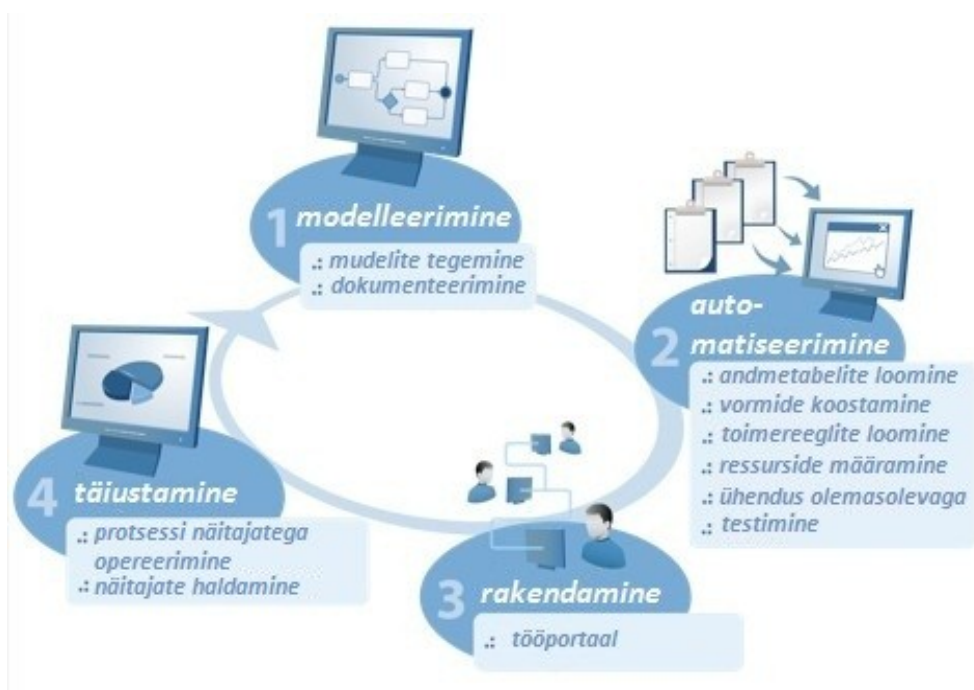 1 modelleerimine
.: mudelite tegemine
.: dokumenteerimine
2 auto-
matiseerimine
.: andmetabelite loomine
.: vormide koostamine
.: toimereeglite loomine
.: ressurside määramine
.: ühendus olemasolevaga
.: testimine
3 rakendamine
.: tööportaal
4 täiustamine
.: protsessi näitajatega
opereerimine
.: näitajate haldamine